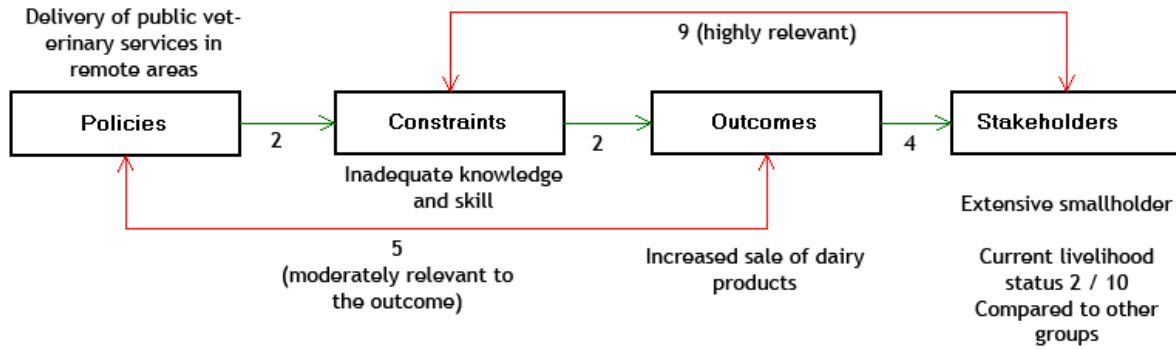 Delivery of public vet-
erinary services in
remote areas
9 (highly relevant)
Policies
2
Constraints
2
Outcomes
4
Stakeholders
Inadequate knowledge
and skill
5
(moderately relevant to
the outcome)
Increased sale of dairy
products
Extensive smallholder
Current livelihood
status 2 / 10
Compared to other
groups